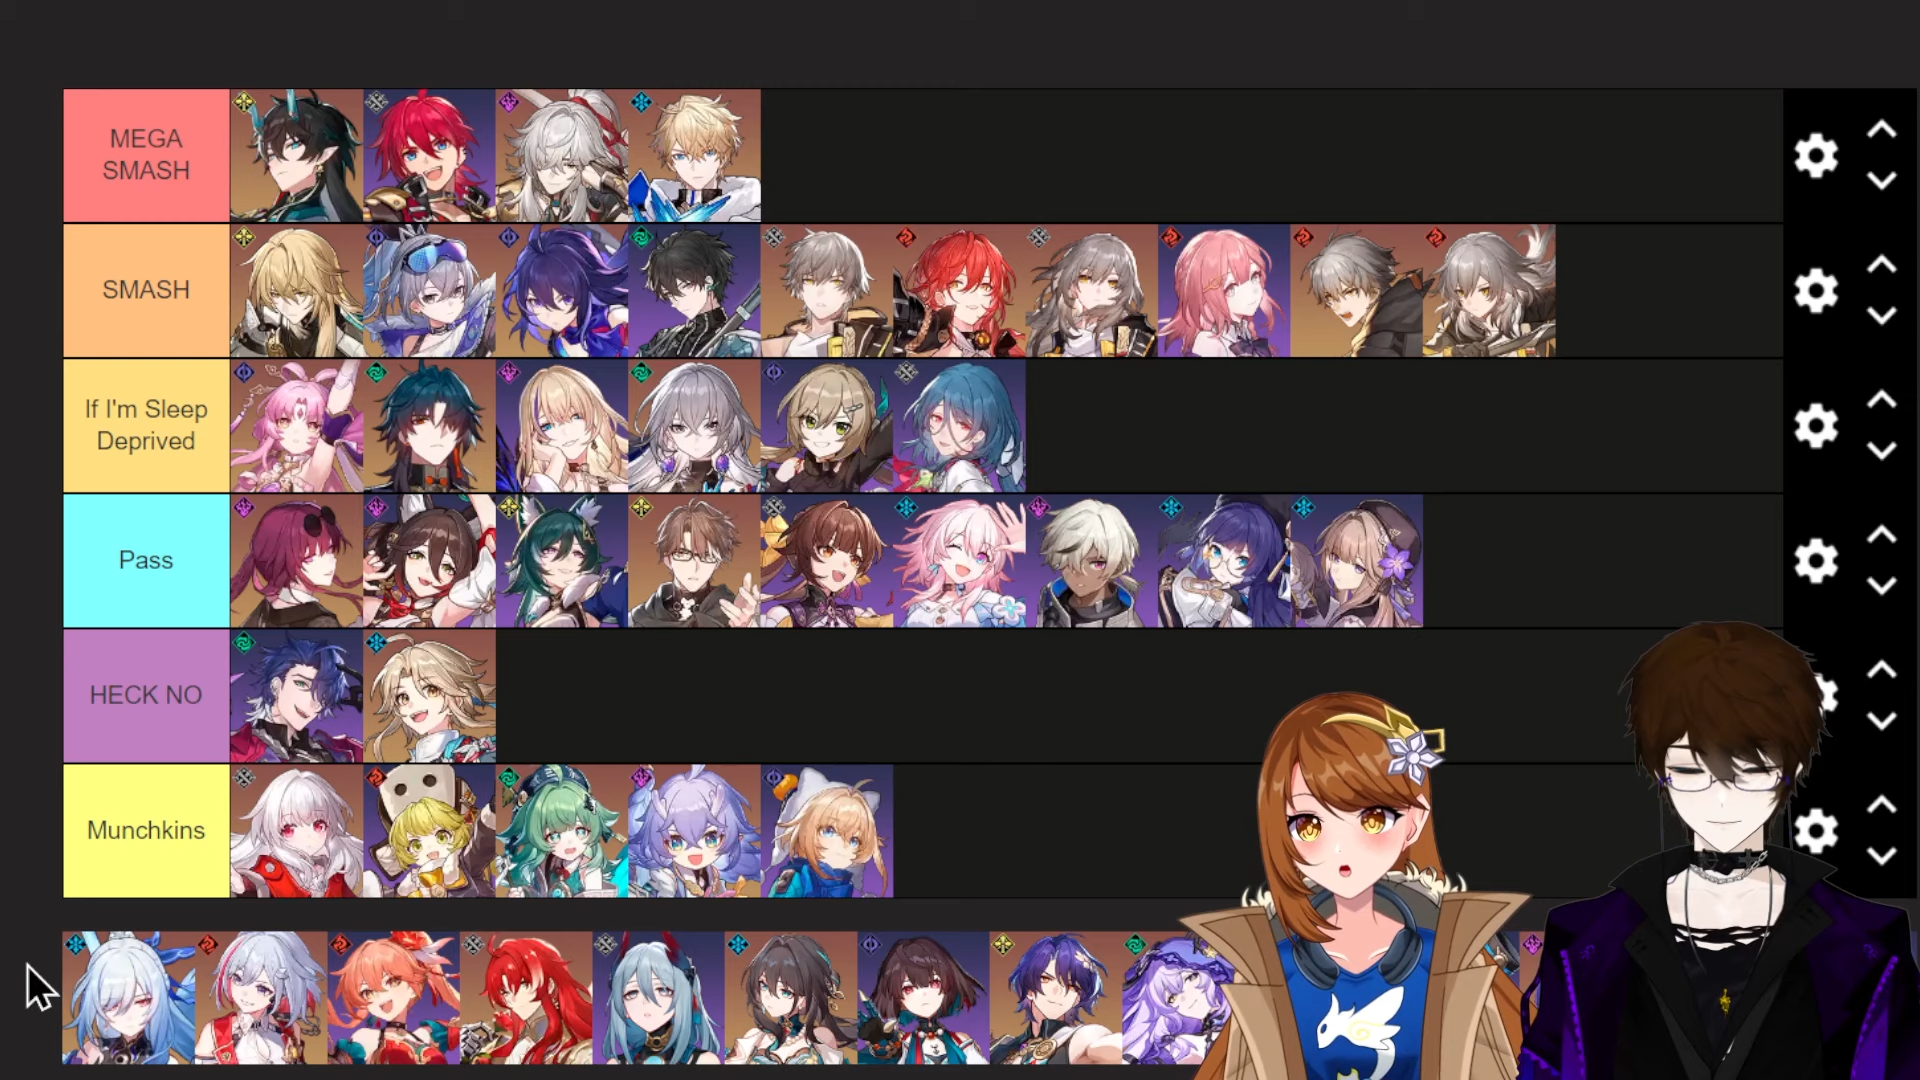 MEGA
SMASH
SMASH
If I'm Sleep
Deprived
Pass
HECK NO
Munchkins